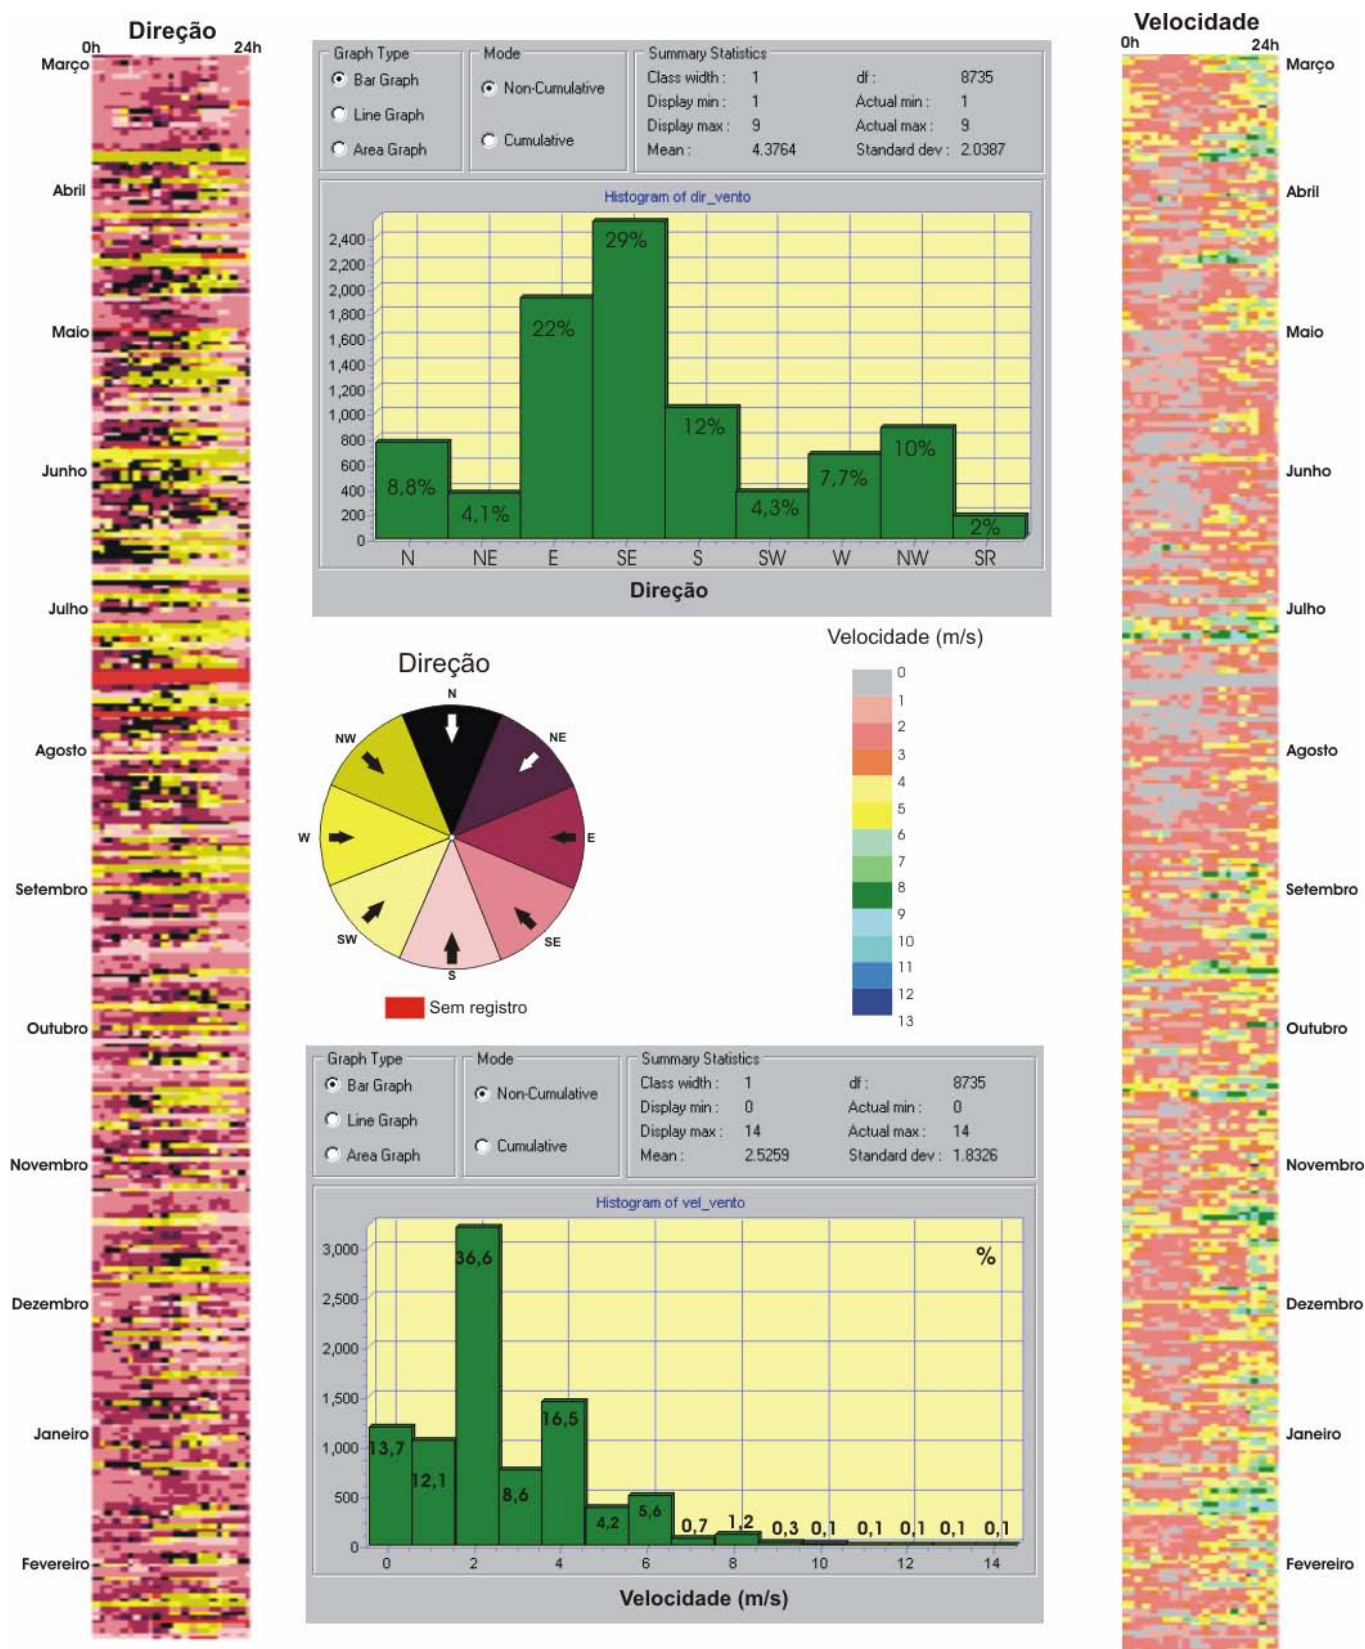 Direção
0h 24h
Março
Abril
Maio
Junho
Julho
Agosto
Setembro
Outubro
Novembro
Dezembro
Janeiro
Fevereiro
Graph Type
Bar Graph
Line Graph
Area Graph
Mode
Non-Cumulative
Cumulative
Summary Statistics
Class width : 1 df : 8735
Display min : 1 Actual min : 1
Display max : 9 Actual max : 9
Mean : 4.3764 Standard dev : 2.0387
Histogram of dir_vento
2,400
2,200
2,000
1,800
1,600
1,400
1,200
1,000
800
600
400
200
0
8,8% 4,1% 22% 29% 12% 4,3% 7,7% 10% 2%
N NE E SE S SW W NW SR
Direção
Direção
N
NW NE
W E
SW SE
S
Sem registro
Velocidade (m/s)
0
1
2
3
4
5
6
7
8
9
10
11
12
13
Graph Type
Bar Graph
Line Graph
Area Graph
Mode
Non-Cumulative
Cumulative
Summary Statistics
Class width : 1 df : 8735
Display min : 0 Actual min : 0
Display max : 14 Actual max : 14
Mean : 2.5259 Standard dev : 1.8326
Histogram of vel_vento
%
3,000
2,500
2,000
1,500
1,000
500
0
13,7 12,1 36,6 8,6 16,5 4,2 5,6 0,7 1,2 0,3 0,1 0,1 0,1 0,1 0,1
0 2 4 6 8 10 12 14
Velocidade (m/s)
Velocidade
0h 24h
Março
Abril
Maio
Junho
Julho
Agosto
Setembro
Outubro
Novembro
Dezembro
Janeiro
Fevereiro